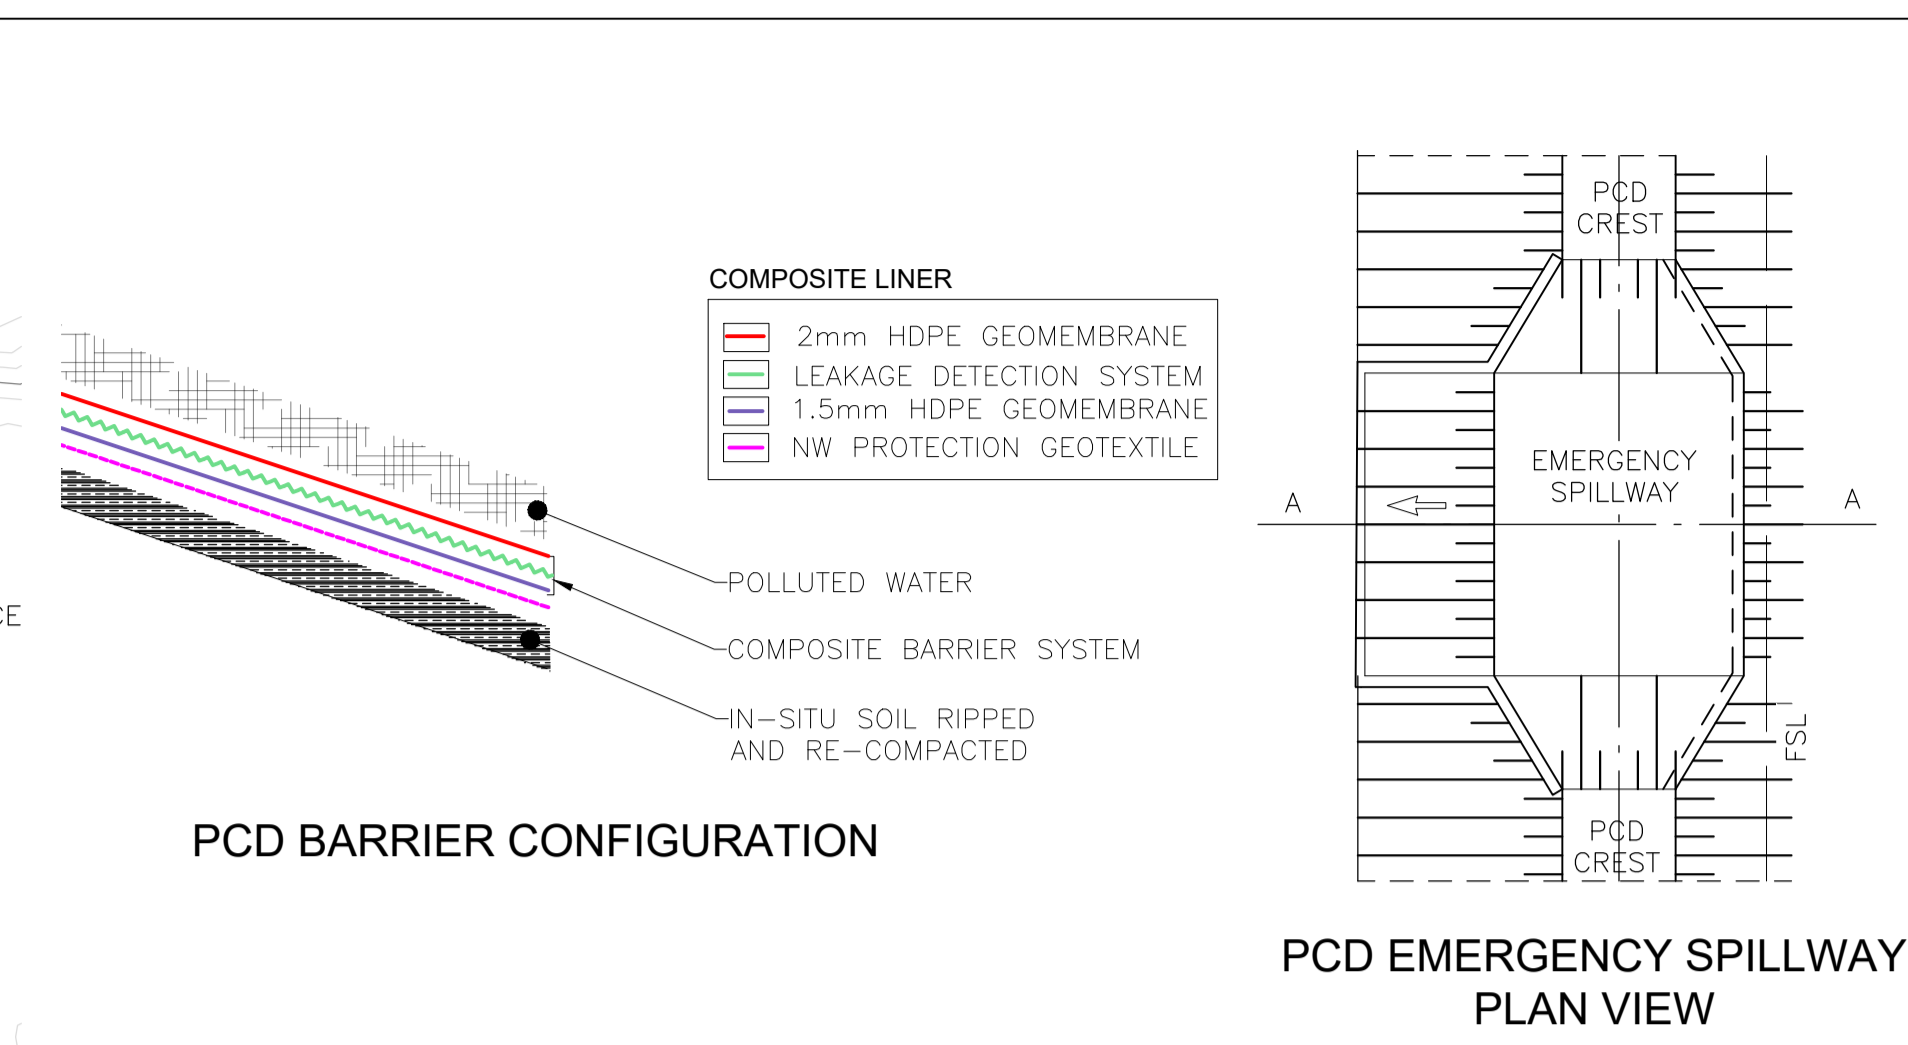 COMPOSITE LINER
2mm HDPE GEOMEMBRANE
LEAKAGE DETECTION SYSTEM
1.5mm HDPE GEOMEMBRANE
NW PROTECTION GEOTEXTILE
POLLUTED WATER
COMPOSITE BARRIER SYSTEM
IN-SITU SOIL RIPPED
AND RE-COMPACTED
PCD BARRIER CONFIGURATION
PCD
CREST
EMERGENCY
SPILLWAY
A
A
FSL
PCD
CREST
PCD EMERGENCY SPILLWAY
PLAN VIEW